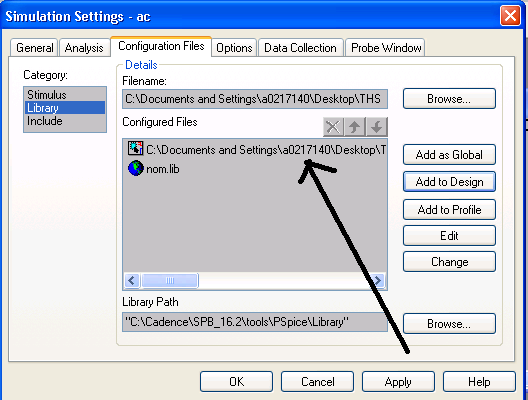 Simulation Settings - ac
General Analysis Configuration Files Options Data Collection Probe Window
Category:
Stimulus
Library
Include
Details
Filename:
C:\Documents and Settings\a0217140\Desktop\THS
Browse...
Configured Files
C:\Documents and Settings\a0217140\Desktop\T
nom.lib
Add as Global
Add to Design
Add to Profile
Edit
Change
Library Path
"C:\Cadence\SPB_16.2\tools\PSpice\Library"
Browse...
OK Cancel Apply Help